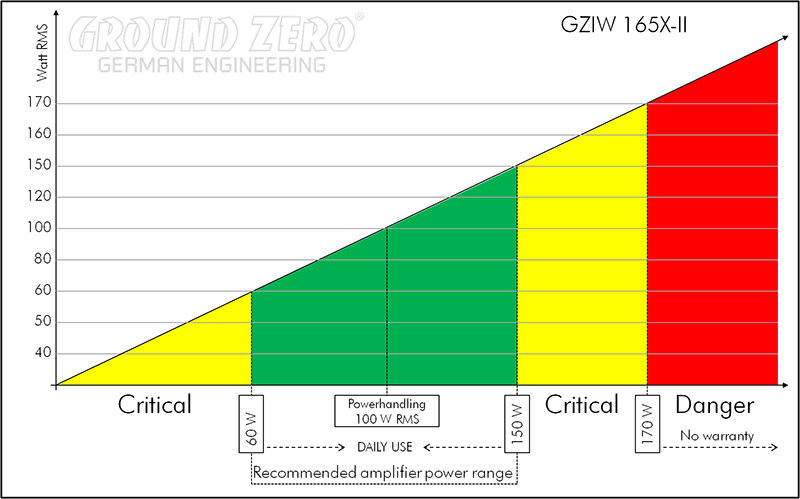 GROUND ZERO®
GERMAN ENGINEERING
GZIW 165X-II
Watt RMS
170
160
150
120
100
80
60
50
40
Critical
60 W
Powerhandling
100 W RMS
150 W
Critical
170 W
Danger
DAILY USE
No warranty
Recommended amplifier power range